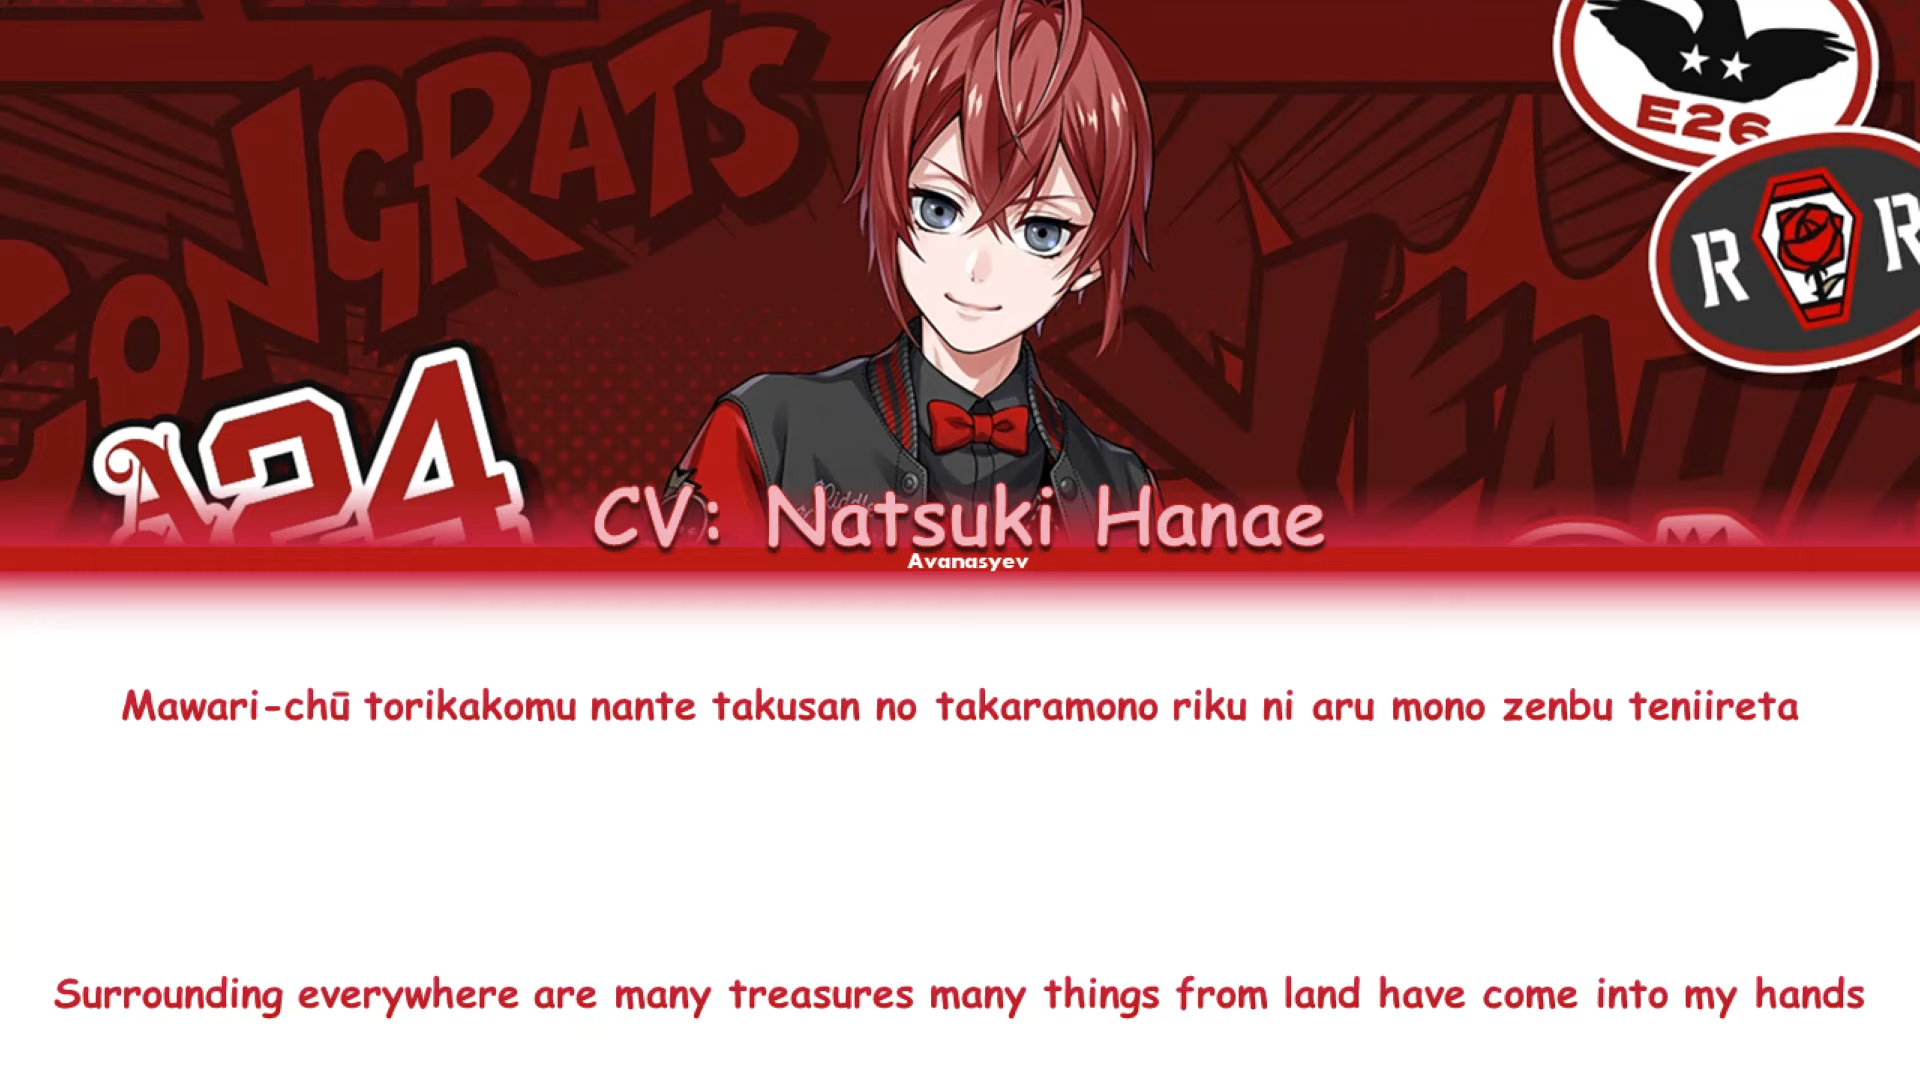 CONGRATS
E26
R R
A24
YEAH
CV: Natsuki Hanae
Avanasyev
Mawari-chū torikakomu nante takusan no takaramono riku ni aru mono zenbu teniireta
Surrounding everywhere are many treasures many things from land have come into my hands